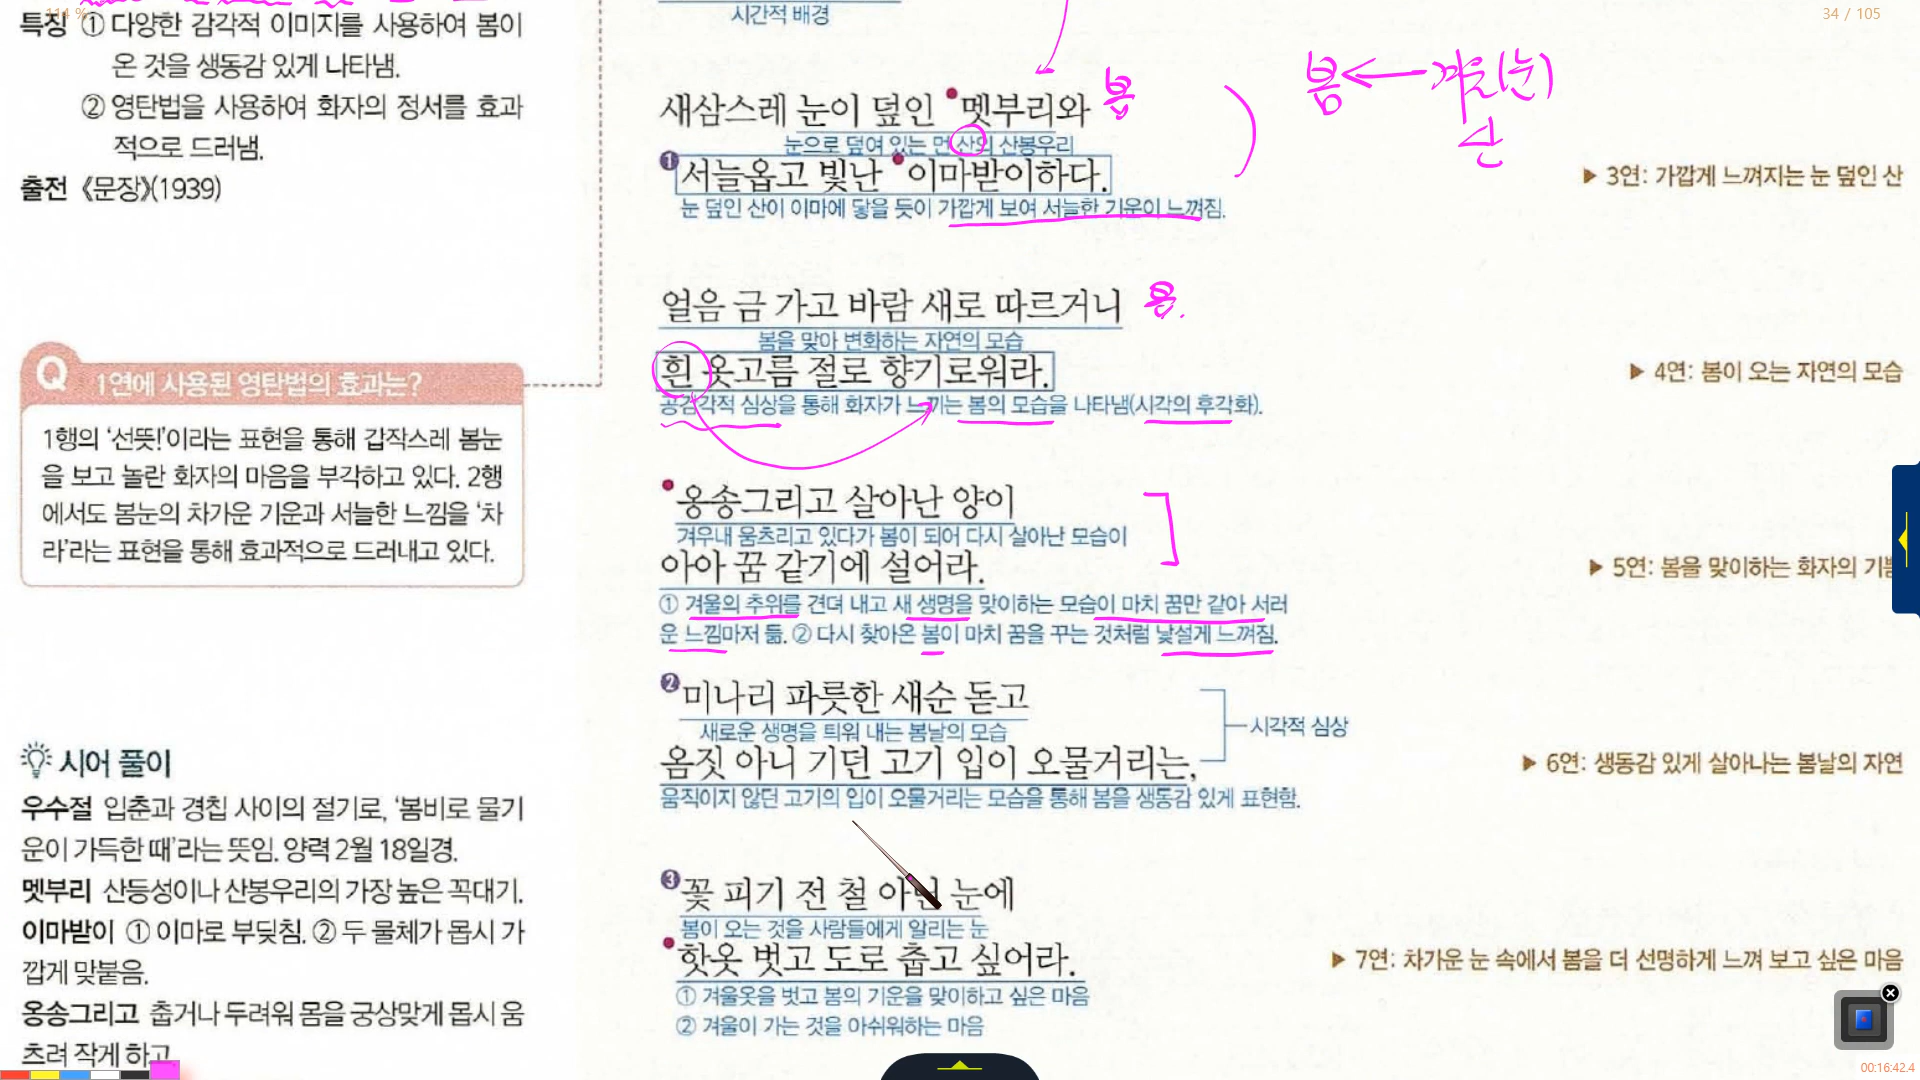 114 %
34 / 105
특징 ① 다양한 감각적 이미지를 사용하여 봄이
온 것을 생동감 있게 나타냄.
② 영탄법을 사용하여 화자의 정서를 효과
적으로 드러냄.
출전 《문장》(1939)
Q 1연에 사용된 영탄법의 효과는?
1행의 ‘선뜻!’이라는 표현을 통해 갑작스레 봄눈
을 보고 놀란 화자의 마음을 부각하고 있다. 2행
에서도 봄눈의 차가운 기운과 서늘한 느낌을 ‘차
라’라는 표현을 통해 효과적으로 드러내고 있다.
시어 풀이
우수절 입춘과 경칩 사이의 절기로, ‘봄비로 물기
운이 가득한 때’라는 뜻임. 양력 2월 18일경.
멧부리 산등성이나 산봉우리의 가장 높은 꼭대기.
이마받이 ① 이마로 부딪침. ② 두 물체가 몹시 가
깝게 맞붙음.
옹송그리고 춥거나 두려워 몸을 궁상맞게 몹시 움
츠려 작게 하고
시간적 배경
새삼스레 눈이 덮인 멧부리와 봄
봄 (눈)
산
눈으로 덮여 있는 먼 산의 산봉우리
❶ 서늘옵고 빛난 이마받이하다.
▶ 3연: 가깝게 느껴지는 눈 덮인 산
눈 덮인 산이 이마에 닿을 듯이 가깝게 보여 서늘한 기운이 느껴짐.
얼음 금 가고 바람 새로 따르거니 봄.
봄을 맞아 변화하는 자연의 모습
흰 옷고름 절로 향기로워라.
▶ 4연: 봄이 오는 자연의 모습
공감각적 심상을 통해 화자가 느끼는 봄의 모습을 나타냄(시각의 후각화).
옹송그리고 살아난 양이
겨우내 움츠리고 있다가 봄이 되어 다시 살아난 모습이
아아 꿈 같기에 설어라.
▶ 5연: 봄을 맞이하는 화자의 기쁨
① 겨울의 추위를 견뎌 내고 새 생명을 맞이하는 모습이 마치 꿈만 같아 서러
운 느낌마저 듦. ② 다시 찾아온 봄이 마치 꿈을 꾸는 것처럼 낯설게 느껴짐.
❷ 미나리 파릇한 새순 돋고
새로운 생명을 틔워 내는 봄날의 모습
시각적 심상
옴짓 아니 기던 고기 입이 오물거리는,
▶ 6연: 생동감 있게 살아나는 봄날의 자연
움직이지 않던 고기의 입이 오물거리는 모습을 통해 봄을 생동감 있게 표현함.
❸ 꽃 피기 전 철 아닌 눈에
봄이 오는 것을 사람들에게 알리는 눈
핫옷 벗고 도로 춥고 싶어라.
▶ 7연: 차가운 눈 속에서 봄을 더 선명하게 느껴 보고 싶은 마음
① 겨울옷을 벗고 봄의 기운을 맞이하고 싶은 마음
② 겨울이 가는 것을 아쉬워하는 마음
00:16:42.4